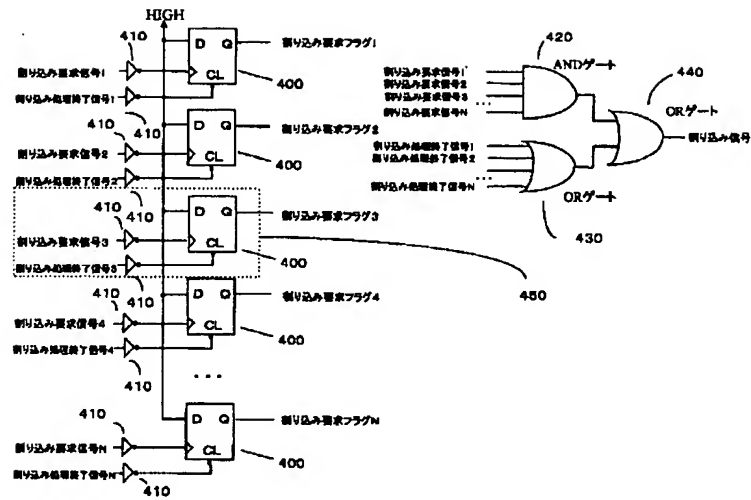 HIGH
410
D Q
割り込み要求フラグ1
割り込み要求信号1
CL
400
割り込み処理終了信号1
410
410
D Q
割り込み要求フラグ2
割り込み要求信号2
CL
400
割り込み処理終了信号2
410
410
D Q
割り込み要求フラグ3
割り込み要求信号3
CL
400
割り込み処理終了信号3
410
450
410
D Q
割り込み要求フラグ4
割り込み要求信号4
CL
400
割り込み処理終了信号4
410
...
410
D Q
割り込み要求フラグN
割り込み要求信号N
CL
400
割り込み処理終了信号N
410
420
ANDゲート
割り込み要求信号1
割り込み要求信号2
割り込み要求信号3
...
割り込み要求信号N
440
ORゲート
割り込み信号
割り込み処理終了信号1
割り込み処理終了信号2
...
割り込み処理終了信号N
ORゲート
430